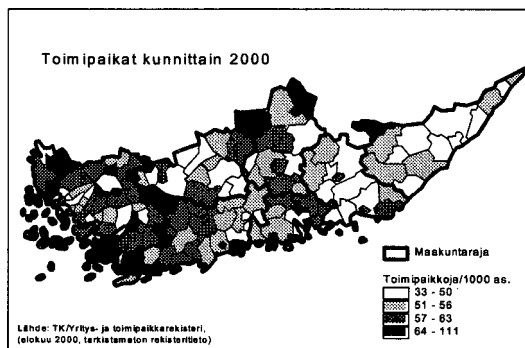 Toimipaikat kunnittain 2000
Maakuntaraja
Toimipaikkoja/1000 as.
33 - 50
51 - 56
57 - 63
64 - 111
Lähde: TK/Yritys- ja toimipaikkarekisteri,
(elokuu 2000, tarkistamaton rekisteritieto)